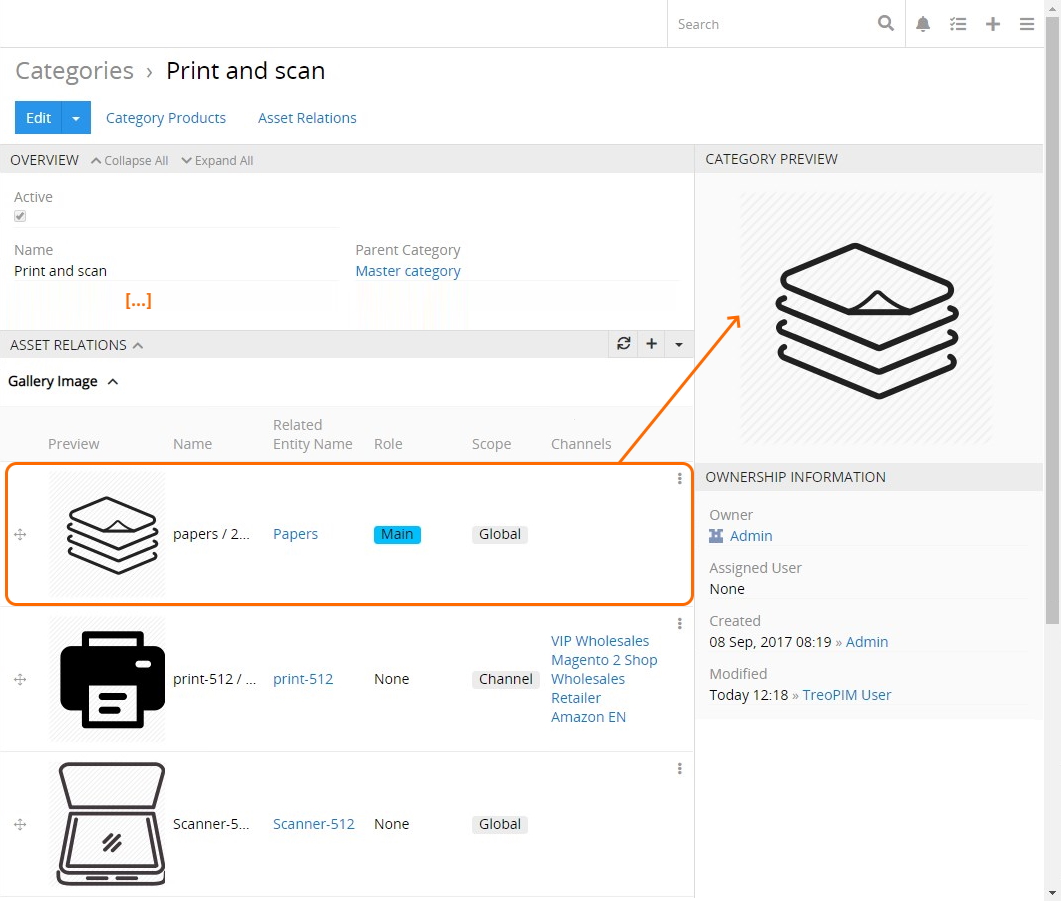 Search
Categories › Print and scan
Edit Category Products Asset Relations
OVERVIEW Collapse All Expand All
Active
Name
Print and scan
Parent Category
Master category
[...]
ASSET RELATIONS
Gallery Image
Preview Name Related Entity Name Role Scope Channels
papers / 2... Papers Main Global
print-512 / ... print-512 None Channel
VIP Wholesales
Magento 2 Shop
Wholesales
Retailer
Amazon EN
Scanner-5... Scanner-512 None Global
CATEGORY PREVIEW
OWNERSHIP INFORMATION
Owner
Admin
Assigned User
None
Created
08 Sep, 2017 08:19 » Admin
Modified
Today 12:18 » TreoPIM User